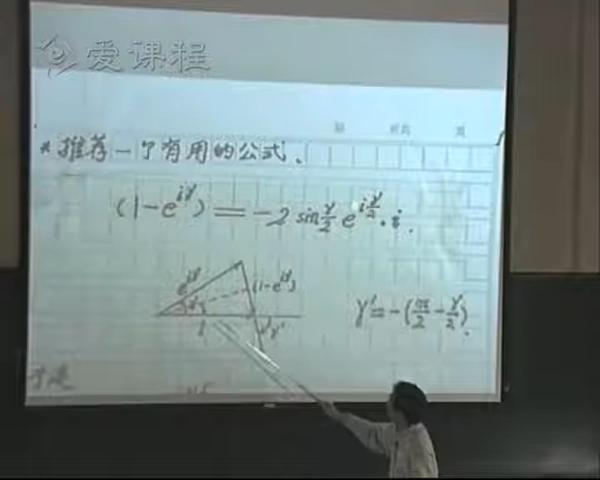 爱课程
*推荐一个有用的公式、
(1-e^{iγ}) = -2 sin γ/2 e^{i γ/2}·i.
e^{iγ}
(1-e^{iγ})
γ
1
γ'
γ'=-(π/2-γ/2).